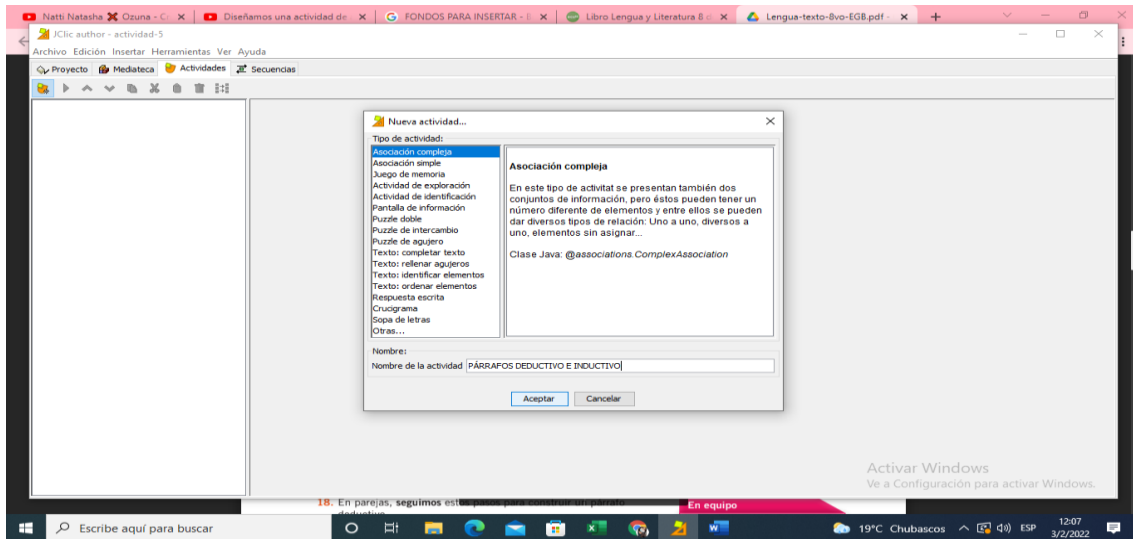 Natti Natasha ✖ Ozuna - C
Diseñamos una actividad de
FONDOS PARA INSERTAR - 
Libro Lengua y Literatura 8
Lengua-texto-8vo-EGB.pdf -
JClic author - actividad-5
Archivo Edición Insertar Herramientas Ver Ayuda
Proyecto Mediateca Actividades Secuencias
Nueva actividad...
Tipo de actividad:
Asociación compleja
Asociación simple
Juego de memoria
Actividad de exploración
Actividad de identificación
Pantalla de información
Puzzle doble
Puzzle de intercambio
Puzzle de agujero
Texto: completar texto
Texto: rellenar agujeros
Texto: identificar elementos
Texto: ordenar elementos
Respuesta escrita
Crucigrama
Sopa de letras
Otras...
Asociación compleja
En este tipo de activitat se presentan también dos
conjuntos de información, pero éstos pueden tener un
número diferente de elementos y entre ellos se pueden
dar diversos tipos de relación: Uno a uno, diversos a
uno, elementos sin asignar...
Clase Java: @associations.ComplexAssociation
Nombre:
Nombre de la actividad PÁRRAFOS DEDUCTIVO E INDUCTIVO
Aceptar Cancelar
Activar Windows
Ve a Configuración para activar Windows.
18. En parejas, seguimos estos pasos para construir un párrafo
En equipo
Escribe aquí para buscar
19°C Chubascos
ESP
12:07
3/2/2022